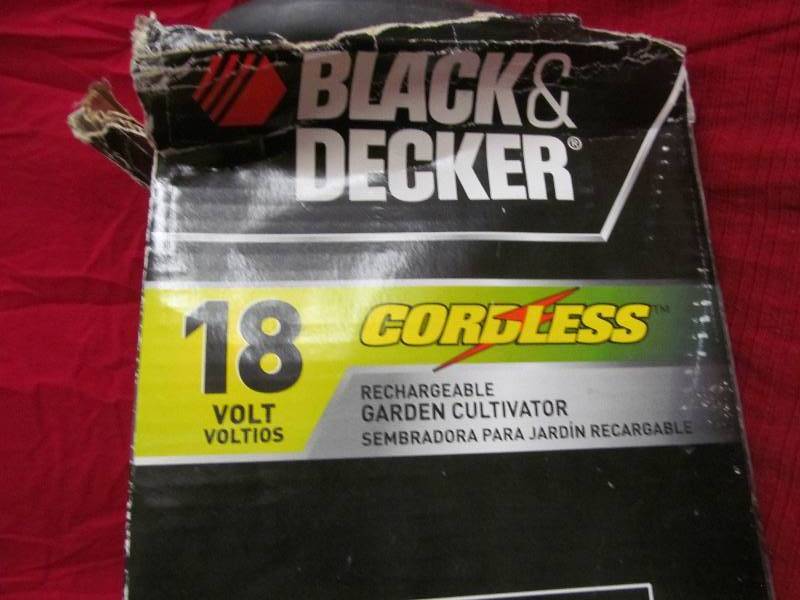 BLACK&
DECKER®
18
VOLT
VOLTIOS
CORDLESS™
RECHARGEABLE
GARDEN CULTIVATOR
SEMBRADORA PARA JARDÍN RECARGABLE